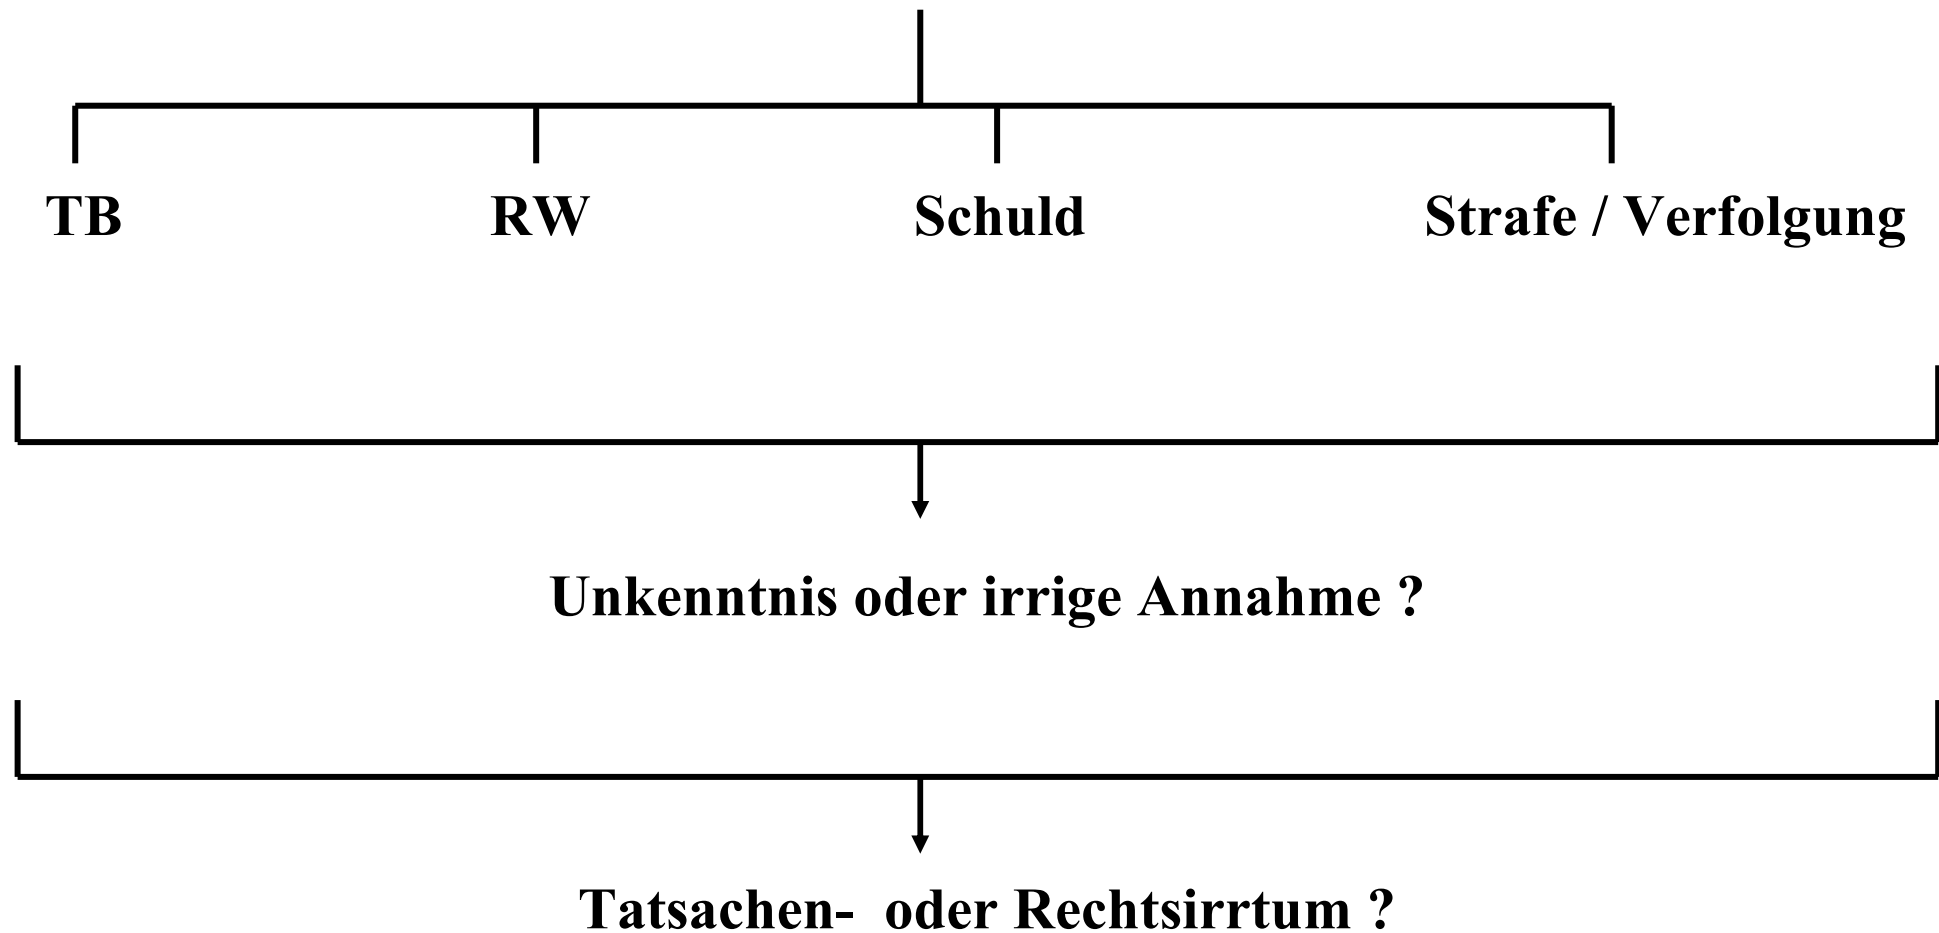 TB RW Schuld Strafe / Verfolgung
Unkenntnis oder irrige Annahme ?
Tatsachen- oder Rechtsirrtum ?